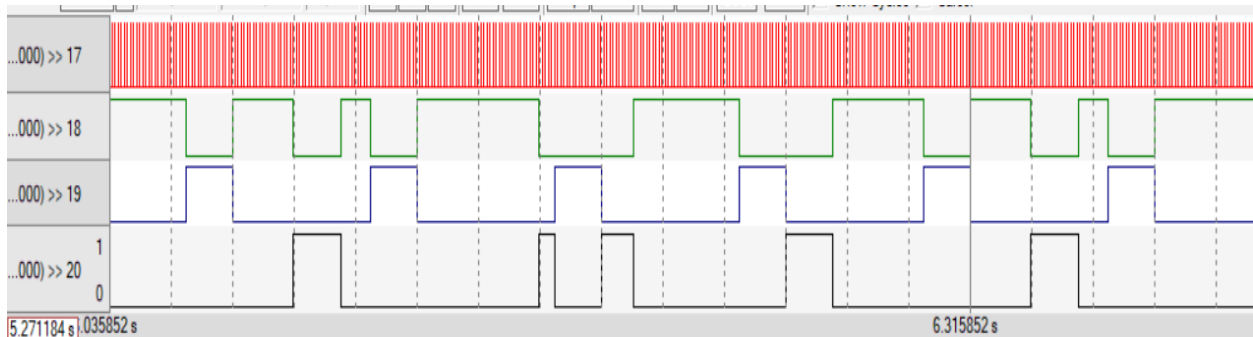 ...000) >> 17
...000) >> 18
...000) >> 19
1
...000) >> 20
0
5.271184 s
.035852 s
6.315852 s